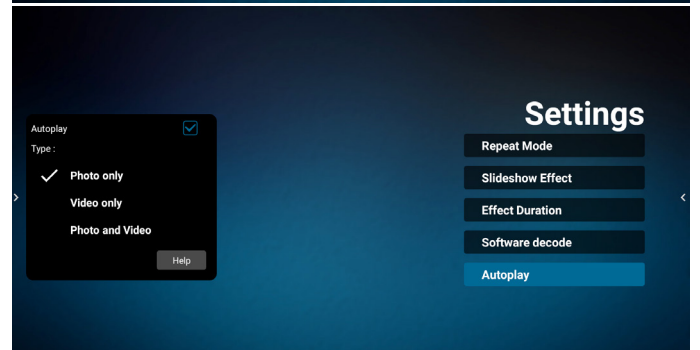 Settings
Autoplay
Type :
Photo only
Video only
Photo and Video
Help
Repeat Mode
Slideshow Effect
Effect Duration
Software decode
Autoplay